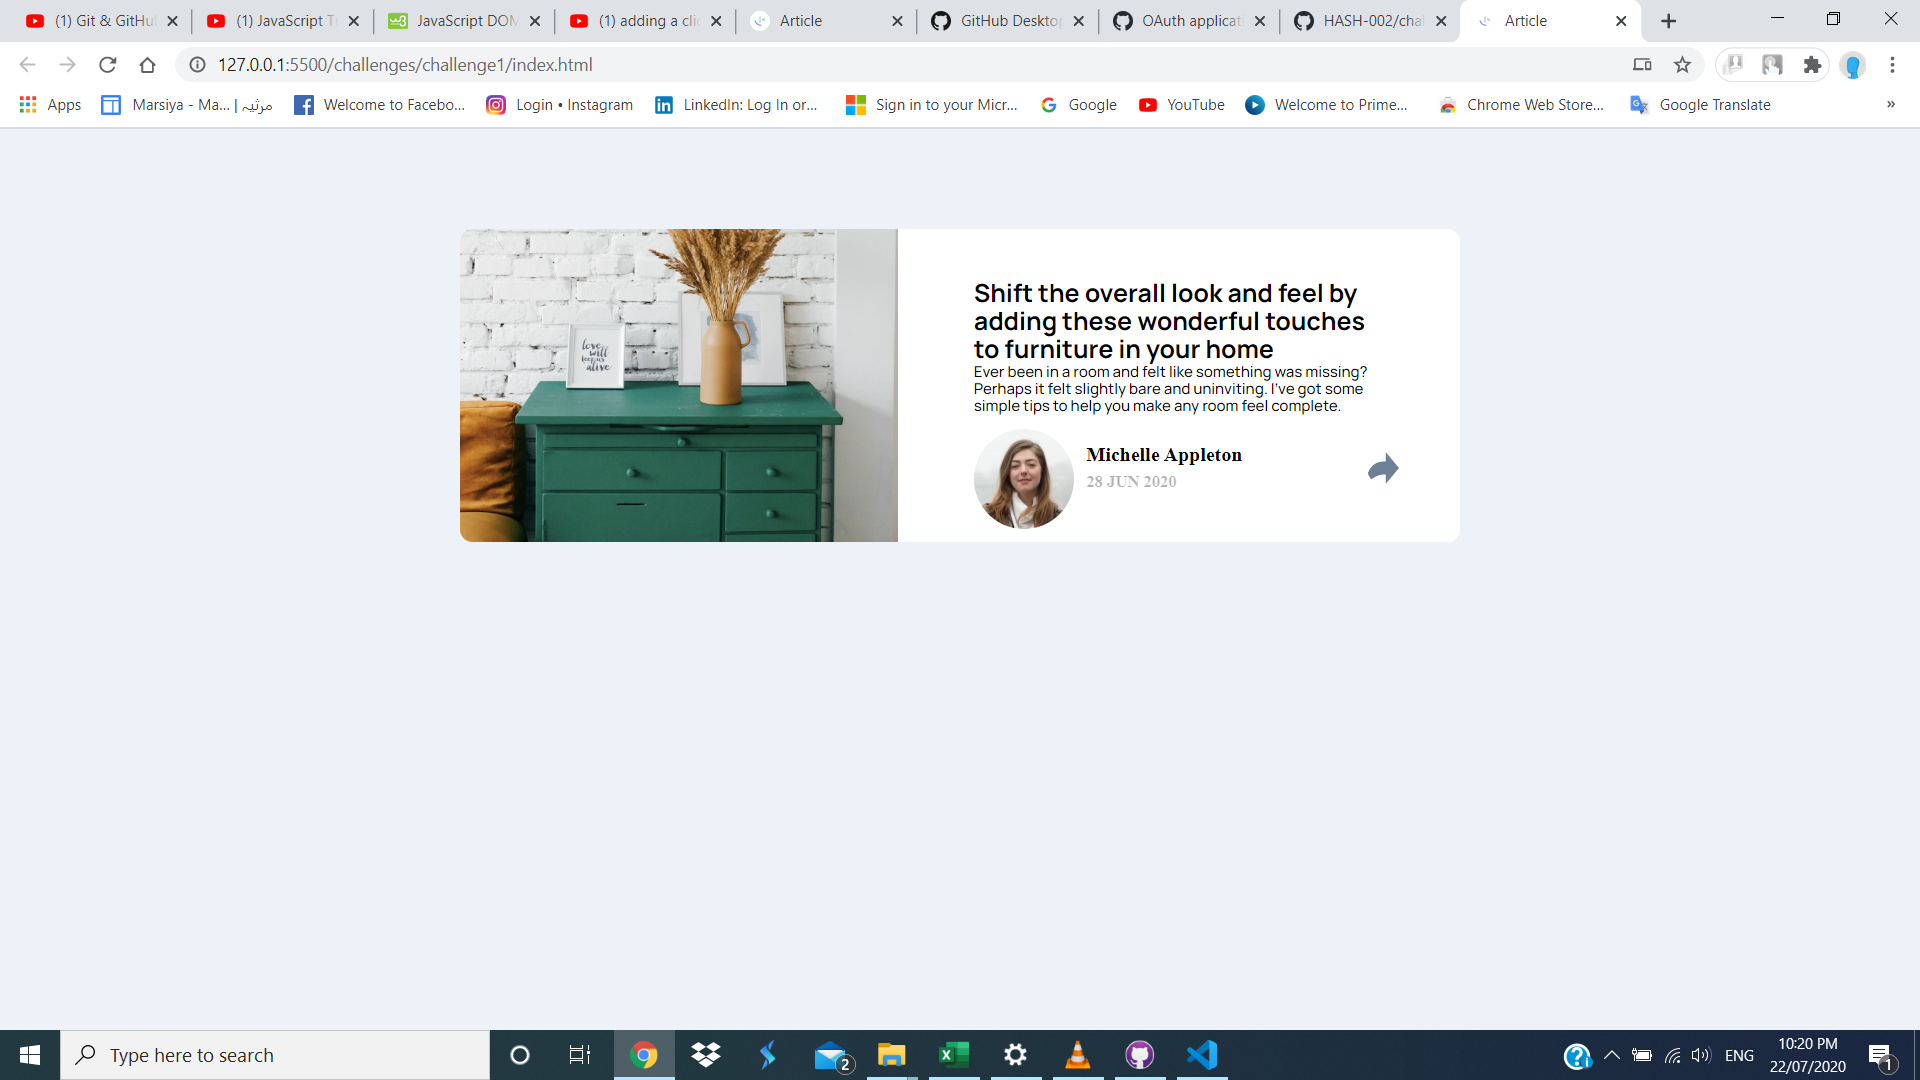 (1) Git & GitHu
(1) JavaScript T
JavaScript DOM
(1) adding a cli
Article
GitHub Desktop
OAuth applicati
HASH-002/chal
Article
127.0.0.1:5500/challenges/challenge1/index.html
Apps
Marsiya - Ma... | مرثیہ
Welcome to Facebo...
Login • Instagram
LinkedIn: Log In or...
Sign in to your Micr...
Google
YouTube
Welcome to Prime...
Chrome Web Store...
Google Translate
»
love
will
keep us
alive
Shift the overall look and feel by
adding these wonderful touches
to furniture in your home
Ever been in a room and felt like something was missing?
Perhaps it felt slightly bare and uninviting. I've got some
simple tips to help you make any room feel complete.
Michelle Appleton
28 JUN 2020
Type here to search
2
ENG
10:20 PM
22/07/2020
1